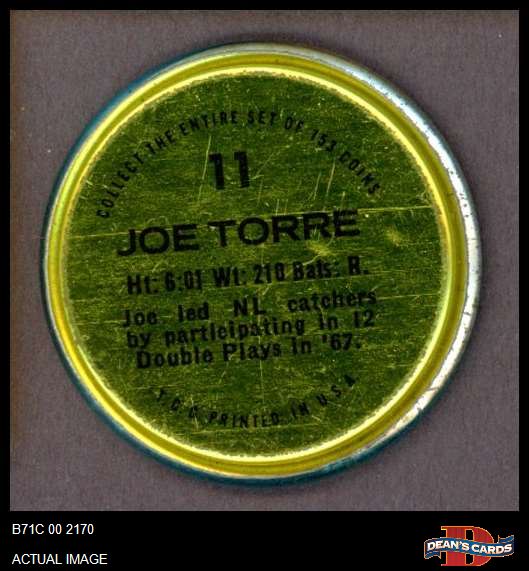 COLLECT THE ENTIRE SET OF 153 COINS
11
JOE TORRE
Ht: 6:01 Wt: 210 Bats: R.
Joe led NL catchers
by participating in 12
Double Plays in '67.
T.C.G. PRINTED IN U.S.A.
B71C 00 2170
ACTUAL IMAGE
DEAN'S CARDS